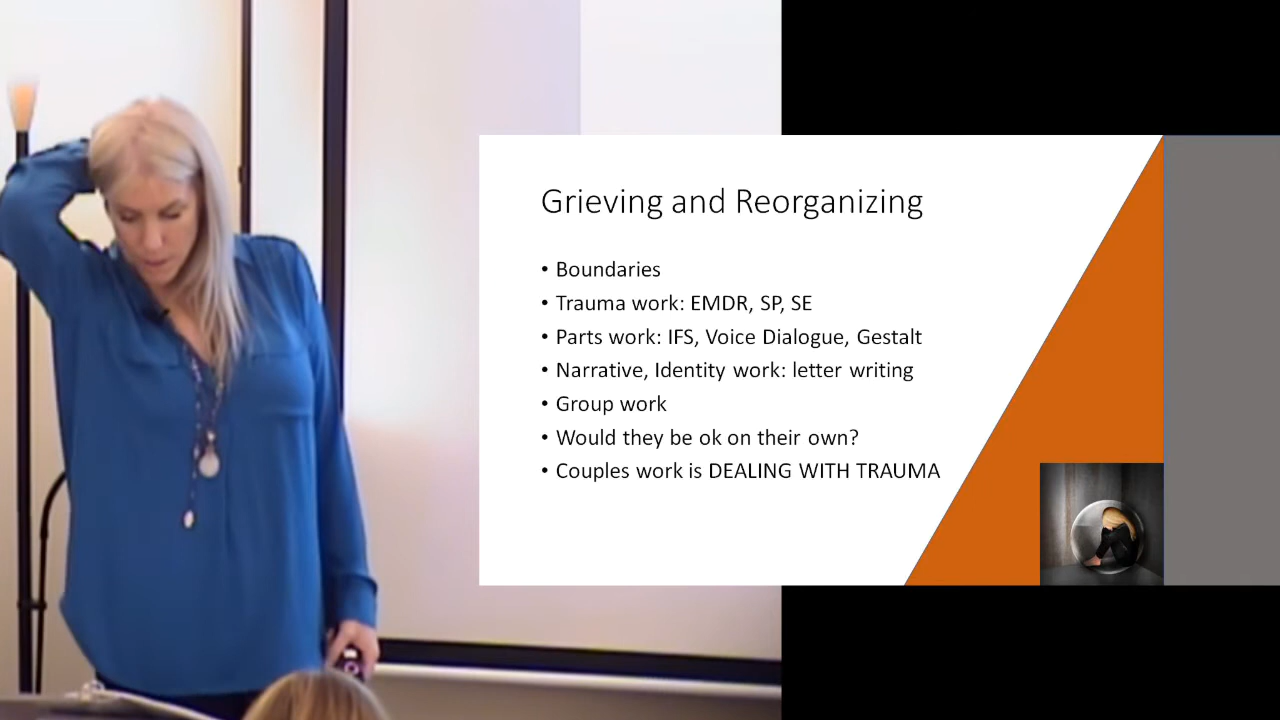 Grieving and Reorganizing
• Boundaries
• Trauma work: EMDR, SP, SE
• Parts work: IFS, Voice Dialogue, Gestalt
• Narrative, Identity work: letter writing
• Group work
• Would they be ok on their own?
• Couples work is DEALING WITH TRAUMA